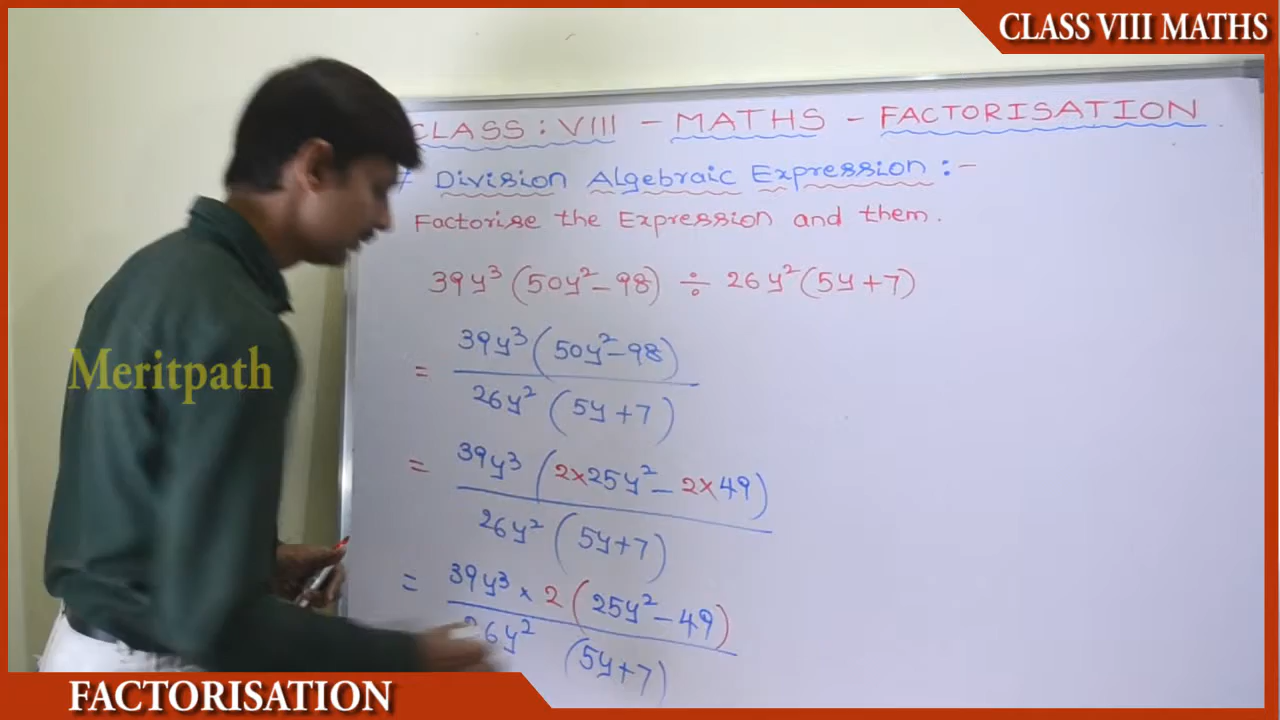 CLASS VIII MATHS
CLASS : VIII - MATHS - FACTORISATION
Division Algebraic Expression :-
Factorise the Expression and them.
39y³ (50y² - 98) ÷ 26y² (5y + 7)
= 39y³ (50y² - 98)
26y² (5y + 7)
= 39y³ (2×25y² - 2×49)
26y² (5y + 7)
= 39y³ × 2 (25y² - 49)
26y² (5y + 7)
Meritpath
FACTORISATION